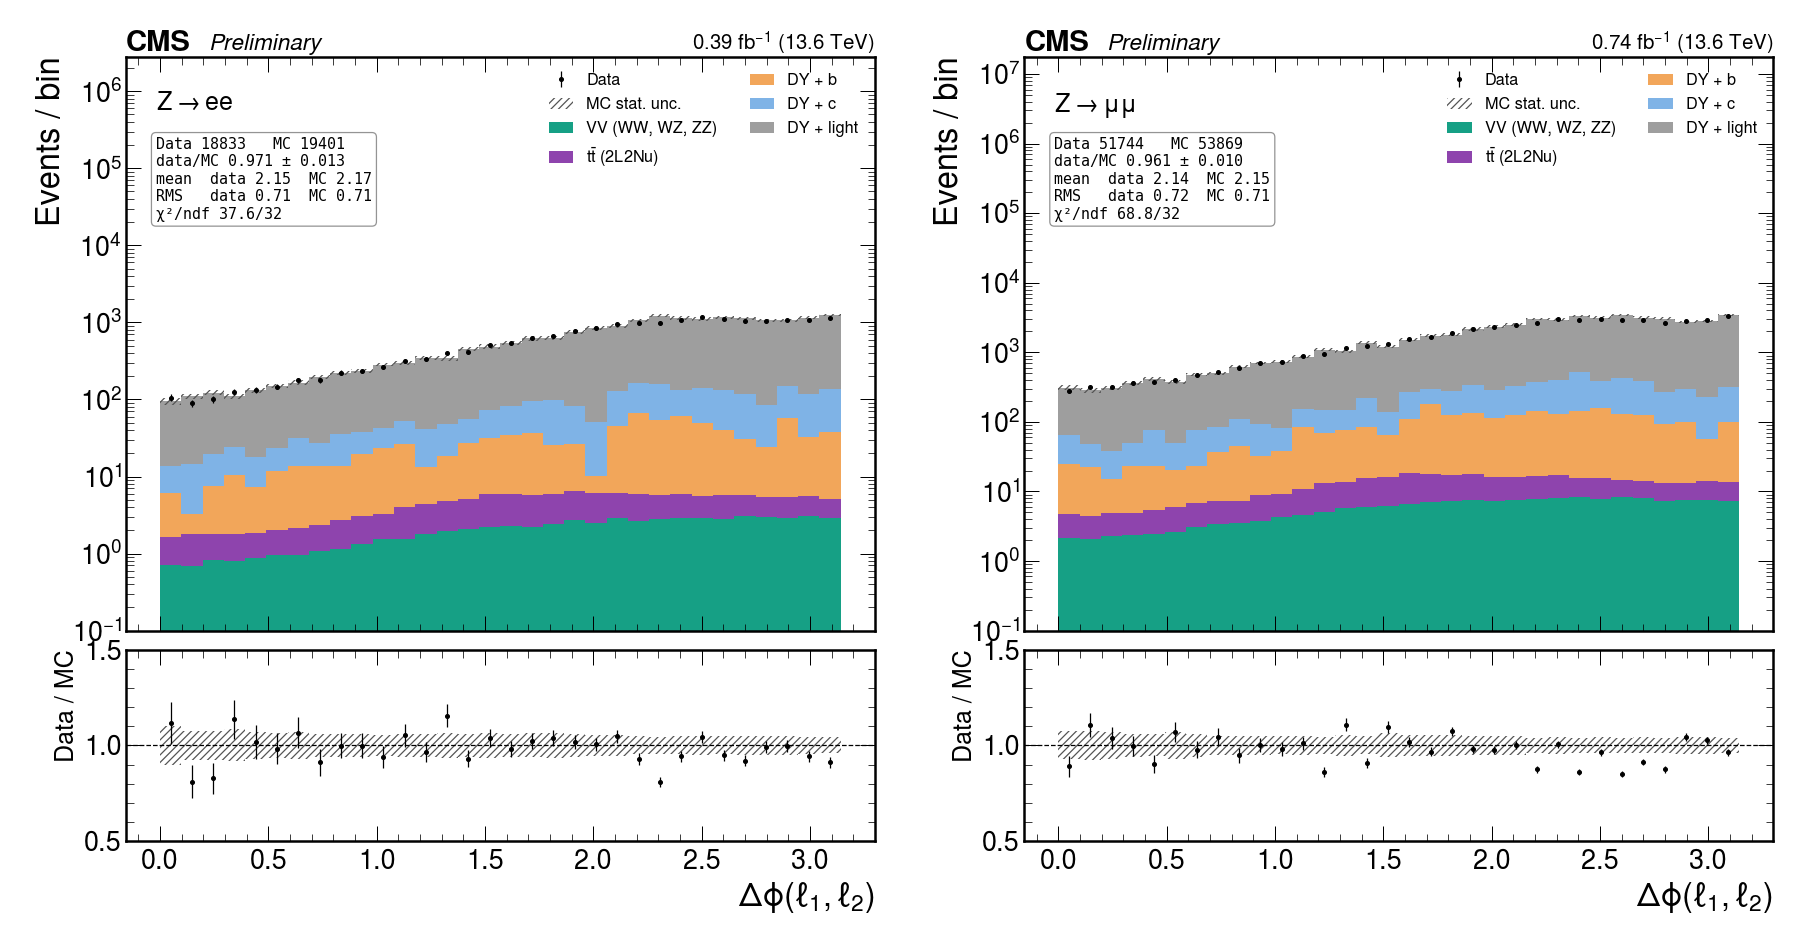 CMS Preliminary 0.39 fb⁻¹ (13.6 TeV)
Events / bin
10⁶
10⁵
10⁴
10³
10²
10¹
10⁰
10⁻¹
Z→ee
Data 18833 MC 19401
data/MC 0.971 ± 0.013
mean data 2.15 MC 2.17
RMS data 0.71 MC 0.71
χ²/ndf 37.6/32
Data
MC stat. unc.
VV (WW, WZ, ZZ)
tt̄ (2L2Nu)
DY + b
DY + c
DY + light
Data / MC
1.5
1.0
0.5
0.0 0.5 1.0 1.5 2.0 2.5 3.0
Δϕ(ℓ₁, ℓ₂)
CMS Preliminary 0.74 fb⁻¹ (13.6 TeV)
Events / bin
10⁷
10⁶
10⁵
10⁴
10³
10²
10¹
10⁰
10⁻¹
Z→μμ
Data 51744 MC 53869
data/MC 0.961 ± 0.010
mean data 2.14 MC 2.15
RMS data 0.72 MC 0.71
χ²/ndf 68.8/32
Data
MC stat. unc.
VV (WW, WZ, ZZ)
tt̄ (2L2Nu)
DY + b
DY + c
DY + light
Data / MC
1.5
1.0
0.5
0.0 0.5 1.0 1.5 2.0 2.5 3.0
Δϕ(ℓ₁, ℓ₂)